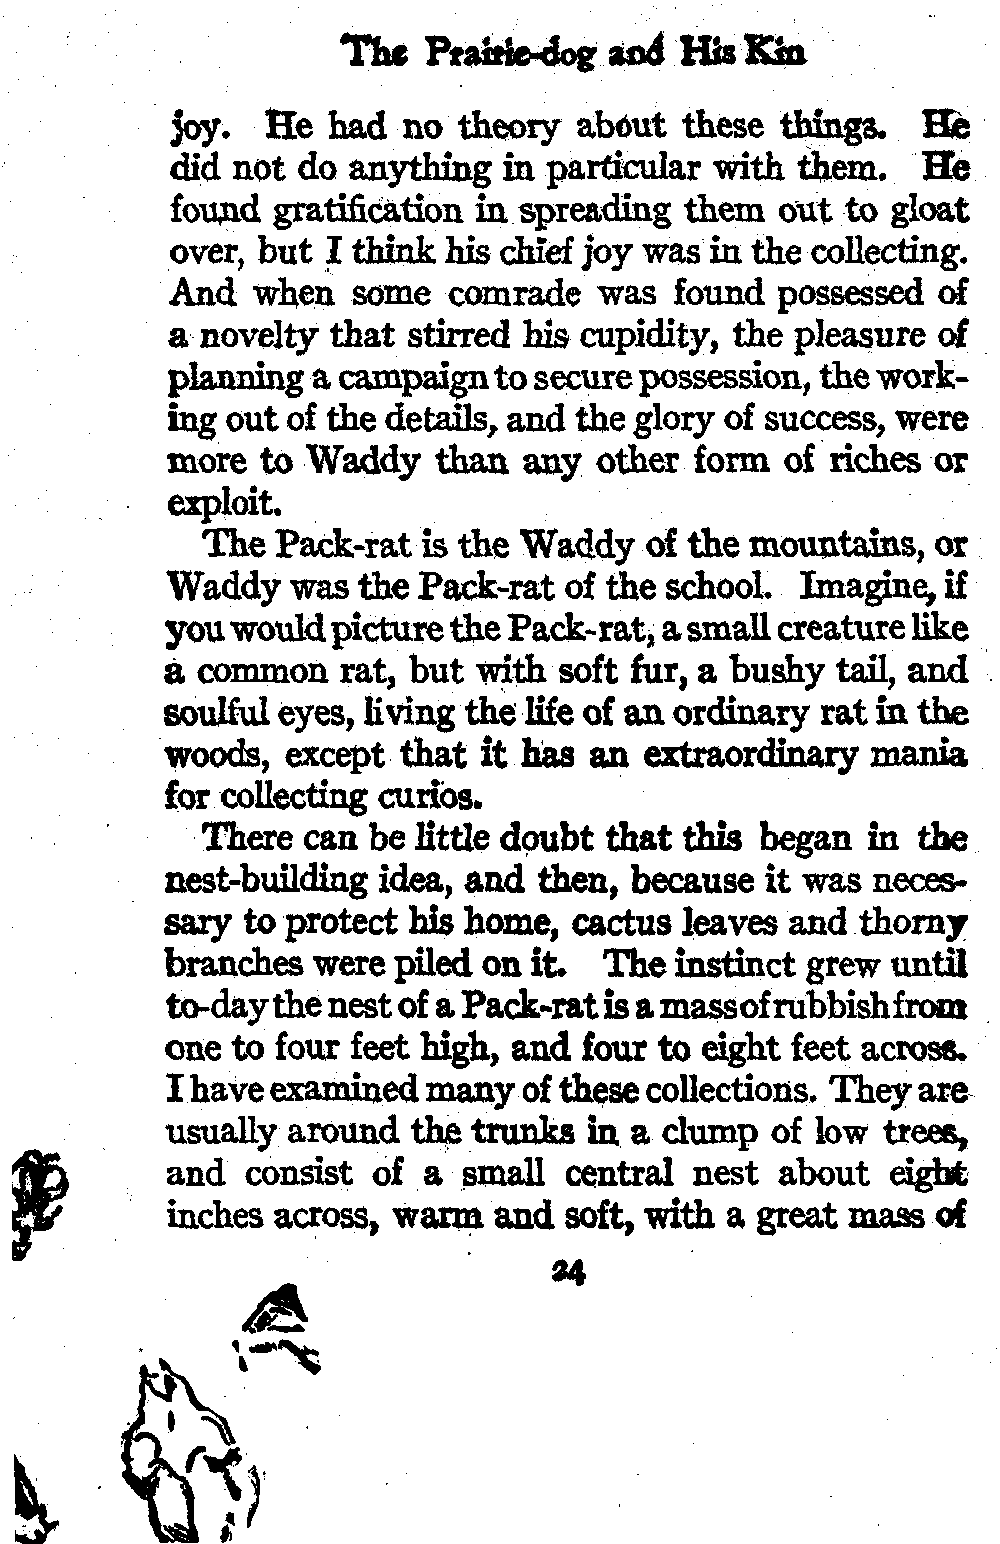 The Prairie-dog and His Kin
joy. He had no theory about these things. He
did not do anything in particular with them. He
found gratification in spreading them out to gloat
over, but I think his chief joy was in the collecting.
And when some comrade was found possessed of
a novelty that stirred his cupidity, the pleasure of
planning a campaign to secure possession, the work-
ing out of the details, and the glory of success, were
more to Waddy than any other form of riches or
exploit.
The Pack-rat is the Waddy of the mountains, or
Waddy was the Pack-rat of the school. Imagine, if
you would picture the Pack-rat, a small creature like
a common rat, but with soft fur, a bushy tail, and
soulful eyes, living the life of an ordinary rat in the
woods, except that it has an extraordinary mania
for collecting curios.
There can be little doubt that this began in the
nest-building idea, and then, because it was neces-
sary to protect his home, cactus leaves and thorny
branches were piled on it. The instinct grew until
to-day the nest of a Pack-rat is a mass of rubbish from
one to four feet high, and four to eight feet across.
I have examined many of these collections. They are
usually around the trunks in a clump of low trees,
and consist of a small central nest about eight
inches across, warm and soft, with a great mass of
24